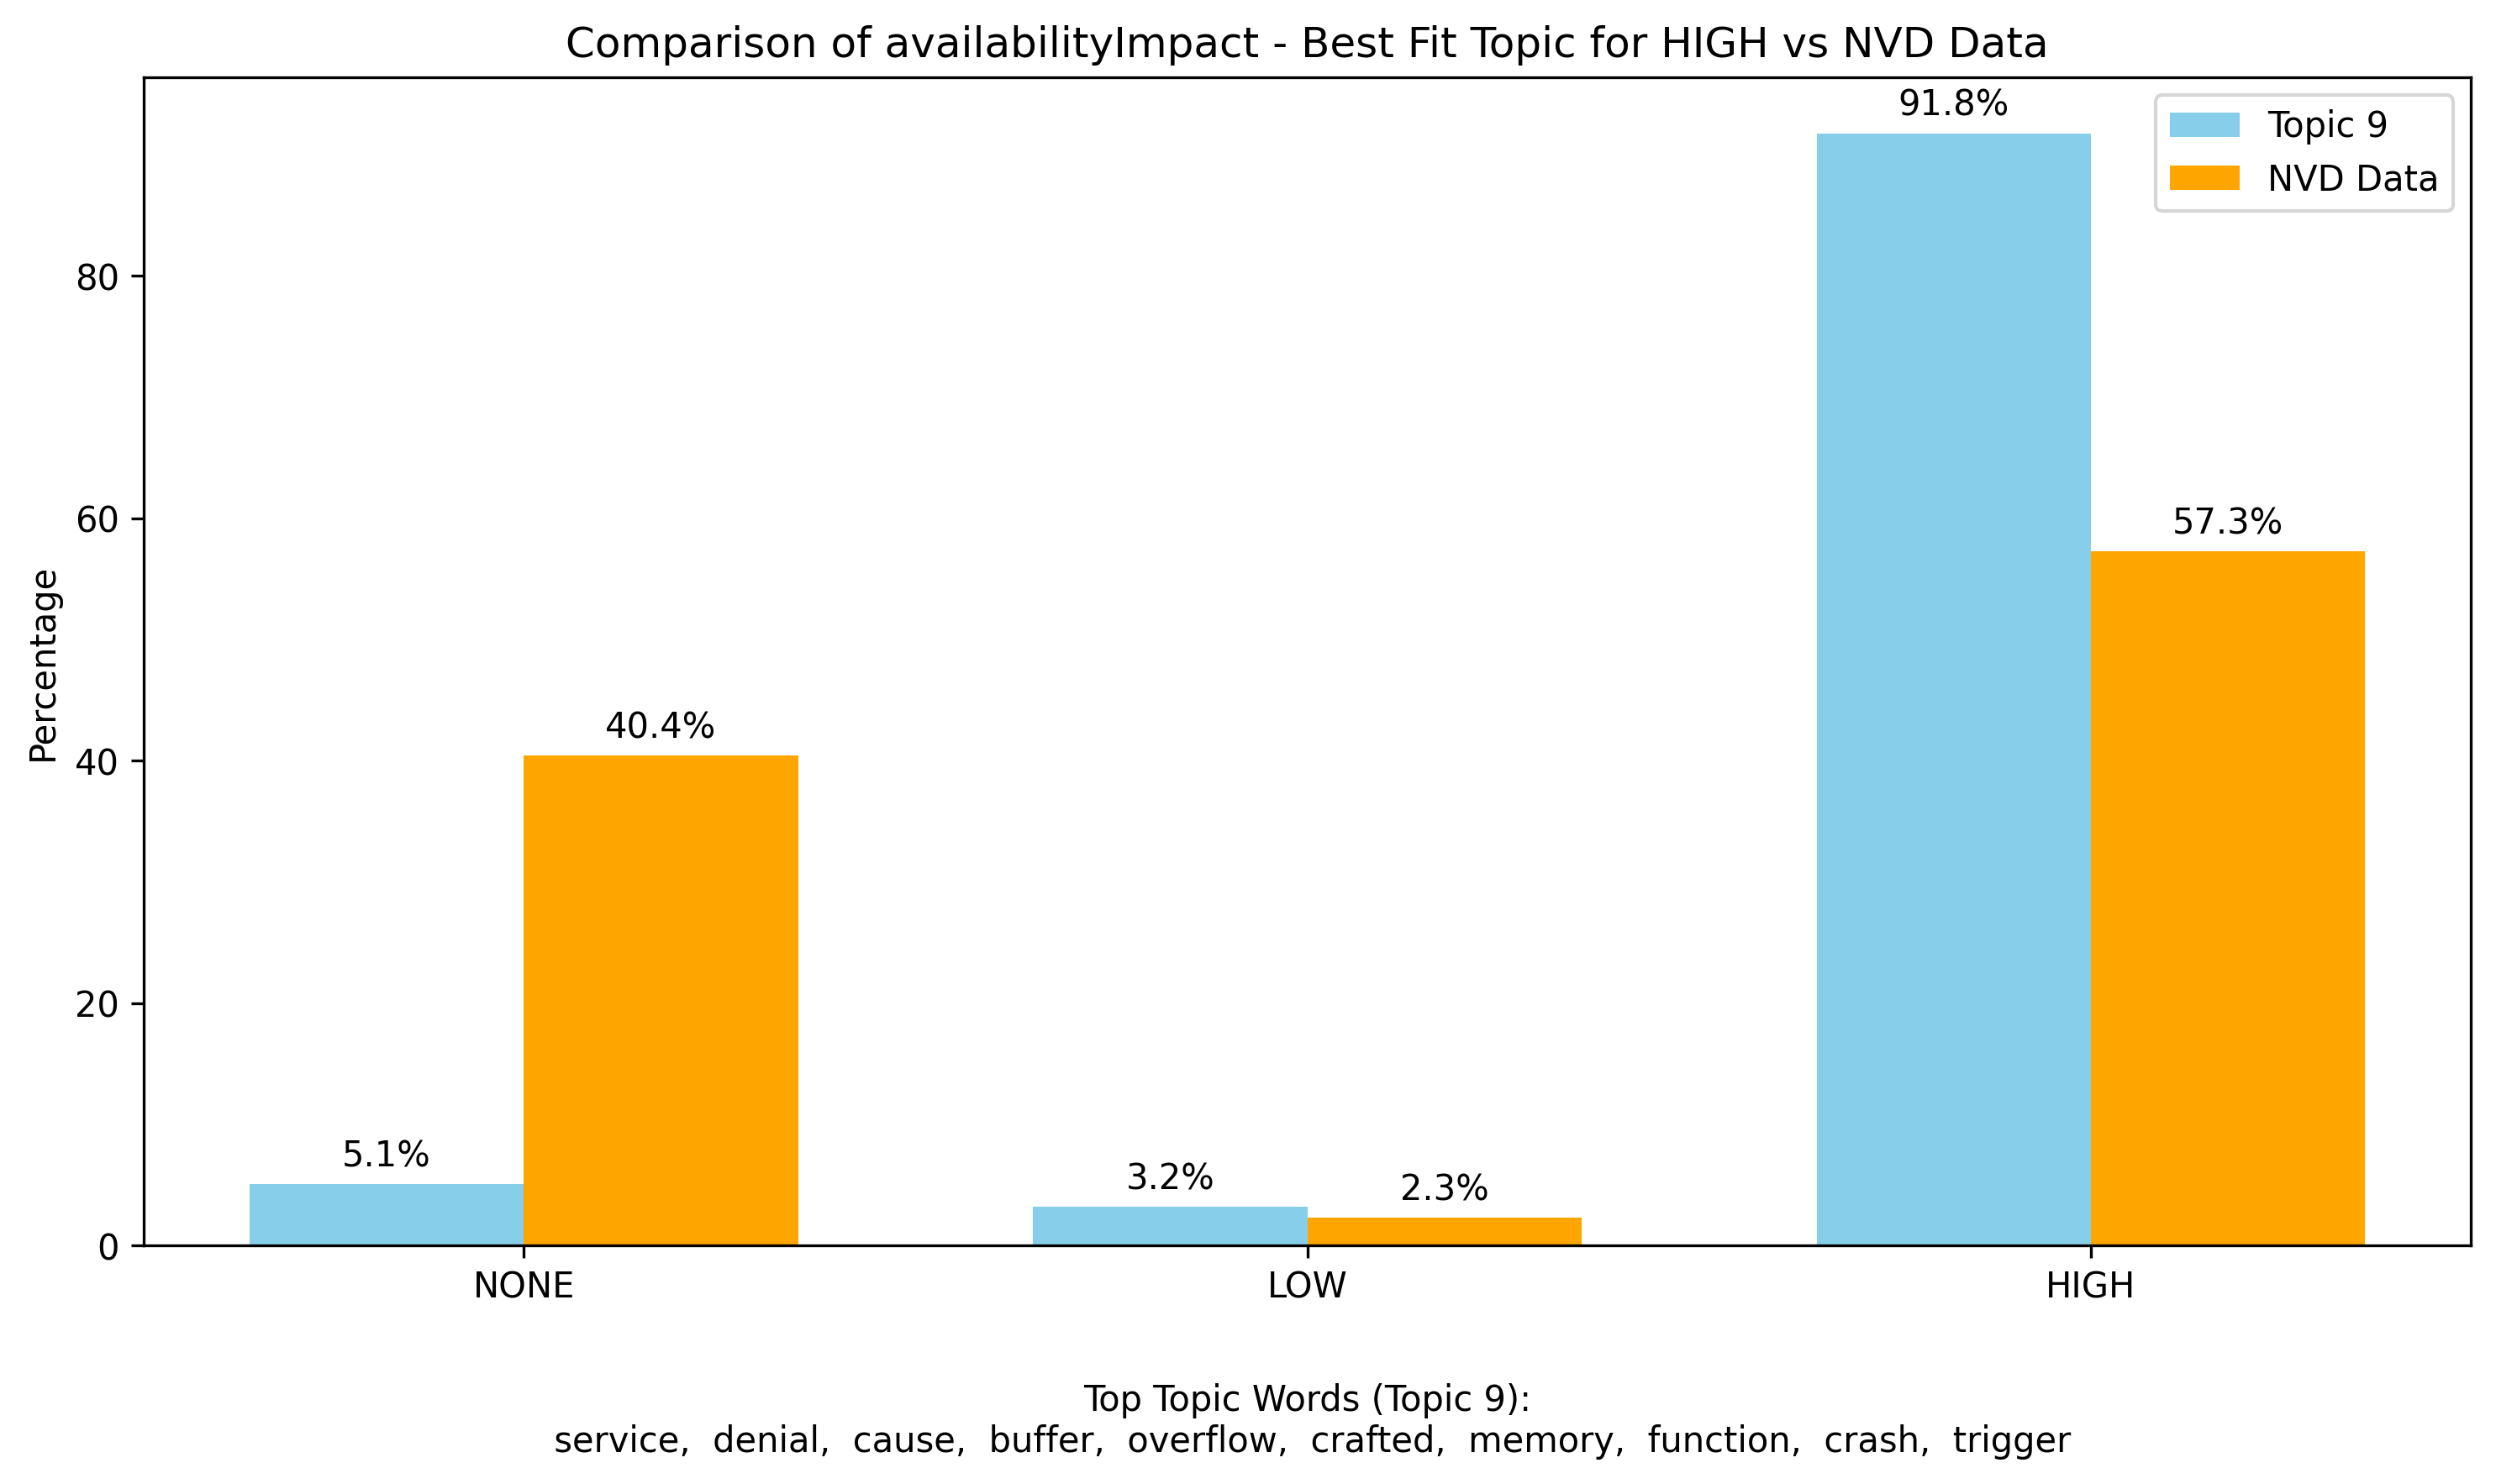 Comparison of availabilityImpact - Best Fit Topic for HIGH vs NVD Data
91.8%
Topic 9
NVD Data
80
60
57.3%
Percentage
40.4%
40
20
5.1%
3.2%
2.3%
0
NONE
LOW
HIGH
Top Topic Words (Topic 9):
service, denial, cause, buffer, overflow, crafted, memory, function, crash, trigger